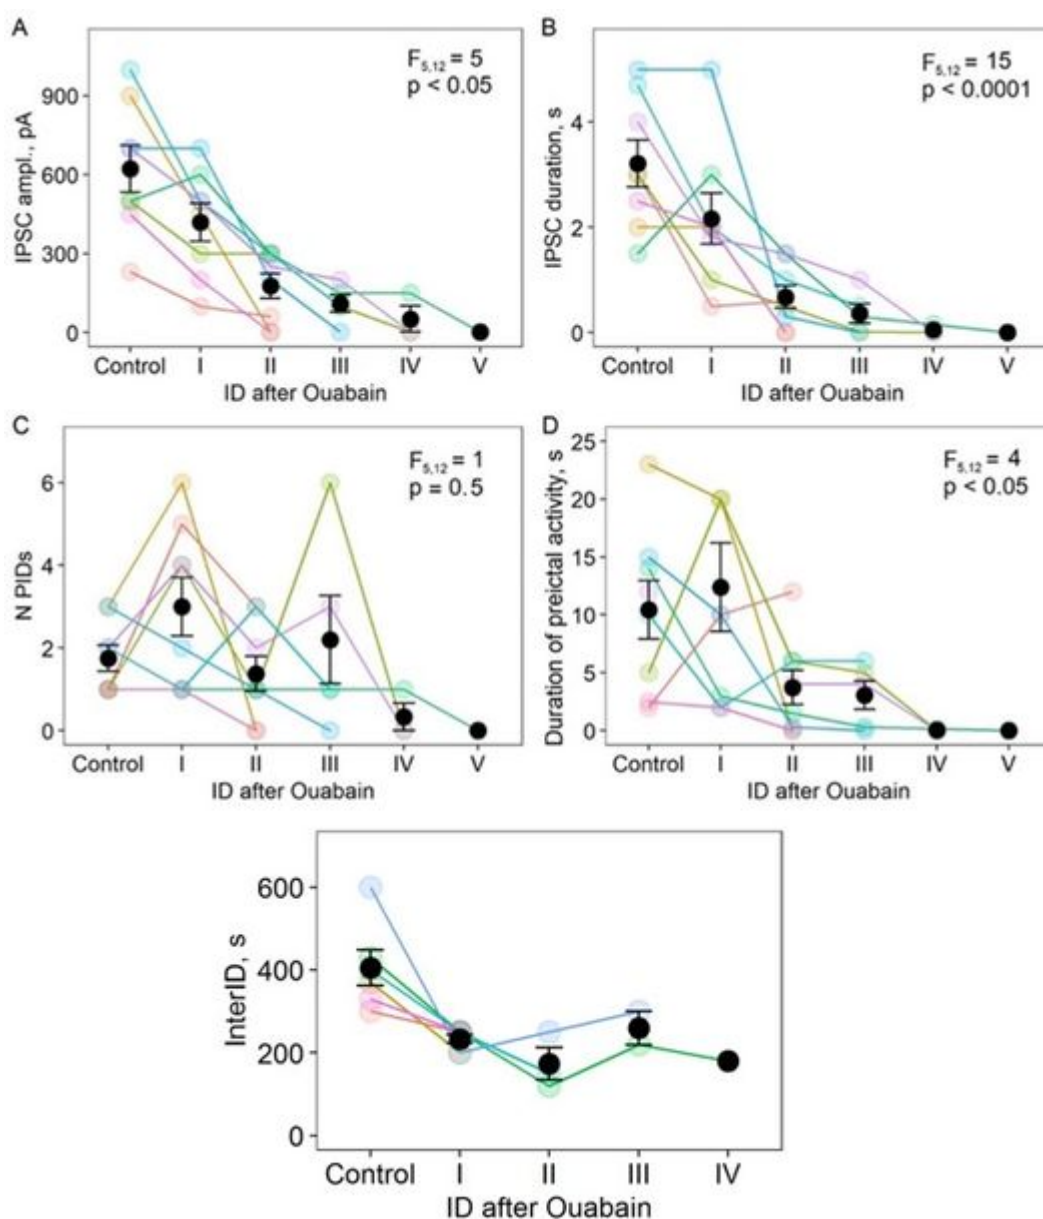 A
F5,12 = 5
p < 0.05
IPSC ampl., pA
900
600
300
0
Control I II III IV V
ID after Ouabain
B
F5,12 = 15
p < 0.0001
IPSC duration, s
4
2
0
Control I II III IV V
ID after Ouabain
C
F5,12 = 1
p = 0.5
N PIDs
6
4
2
0
Control I II III IV V
ID after Ouabain
D
F5,12 = 4
p < 0.05
Duration of preictal activity, s
25
20
15
10
5
0
Control I II III IV V
ID after Ouabain
InterID, s
600
400
200
0
Control I II III IV
ID after Ouabain